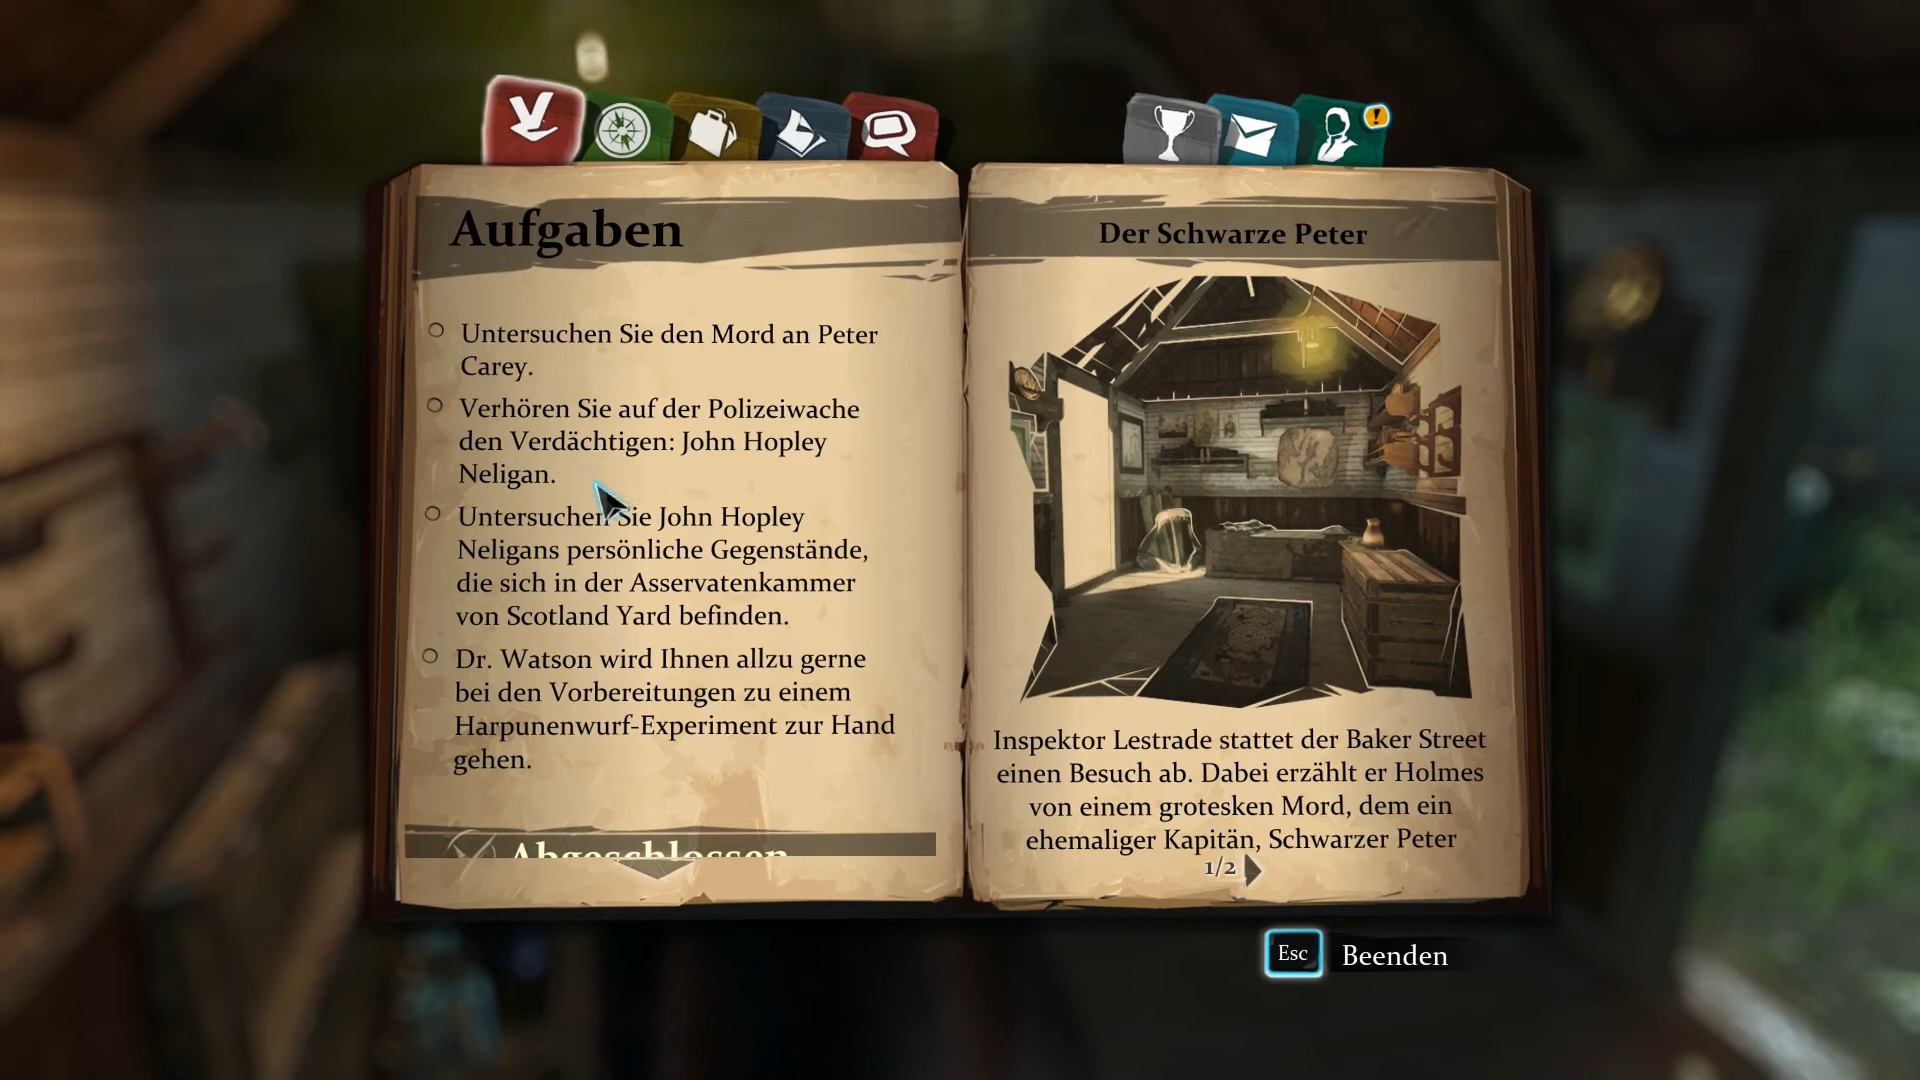 Aufgaben
Untersuchen Sie den Mord an Peter
Carey.
Verhören Sie auf der Polizeiwache
den Verdächtigen: John Hopley
Neligan.
Untersuchen Sie John Hopley
Neligans persönliche Gegenstände,
die sich in der Asservatenkammer
von Scotland Yard befinden.
Dr. Watson wird Ihnen allzu gerne
bei den Vorbereitungen zu einem
Harpunenwurf-Experiment zur Hand
gehen.
Abgeschlossen
Der Schwarze Peter
Inspektor Lestrade stattet der Baker Street
einen Besuch ab. Dabei erzählt er Holmes
von einem grotesken Mord, dem ein
ehemaliger Kapitän, Schwarzer Peter
1/2
Esc Beenden